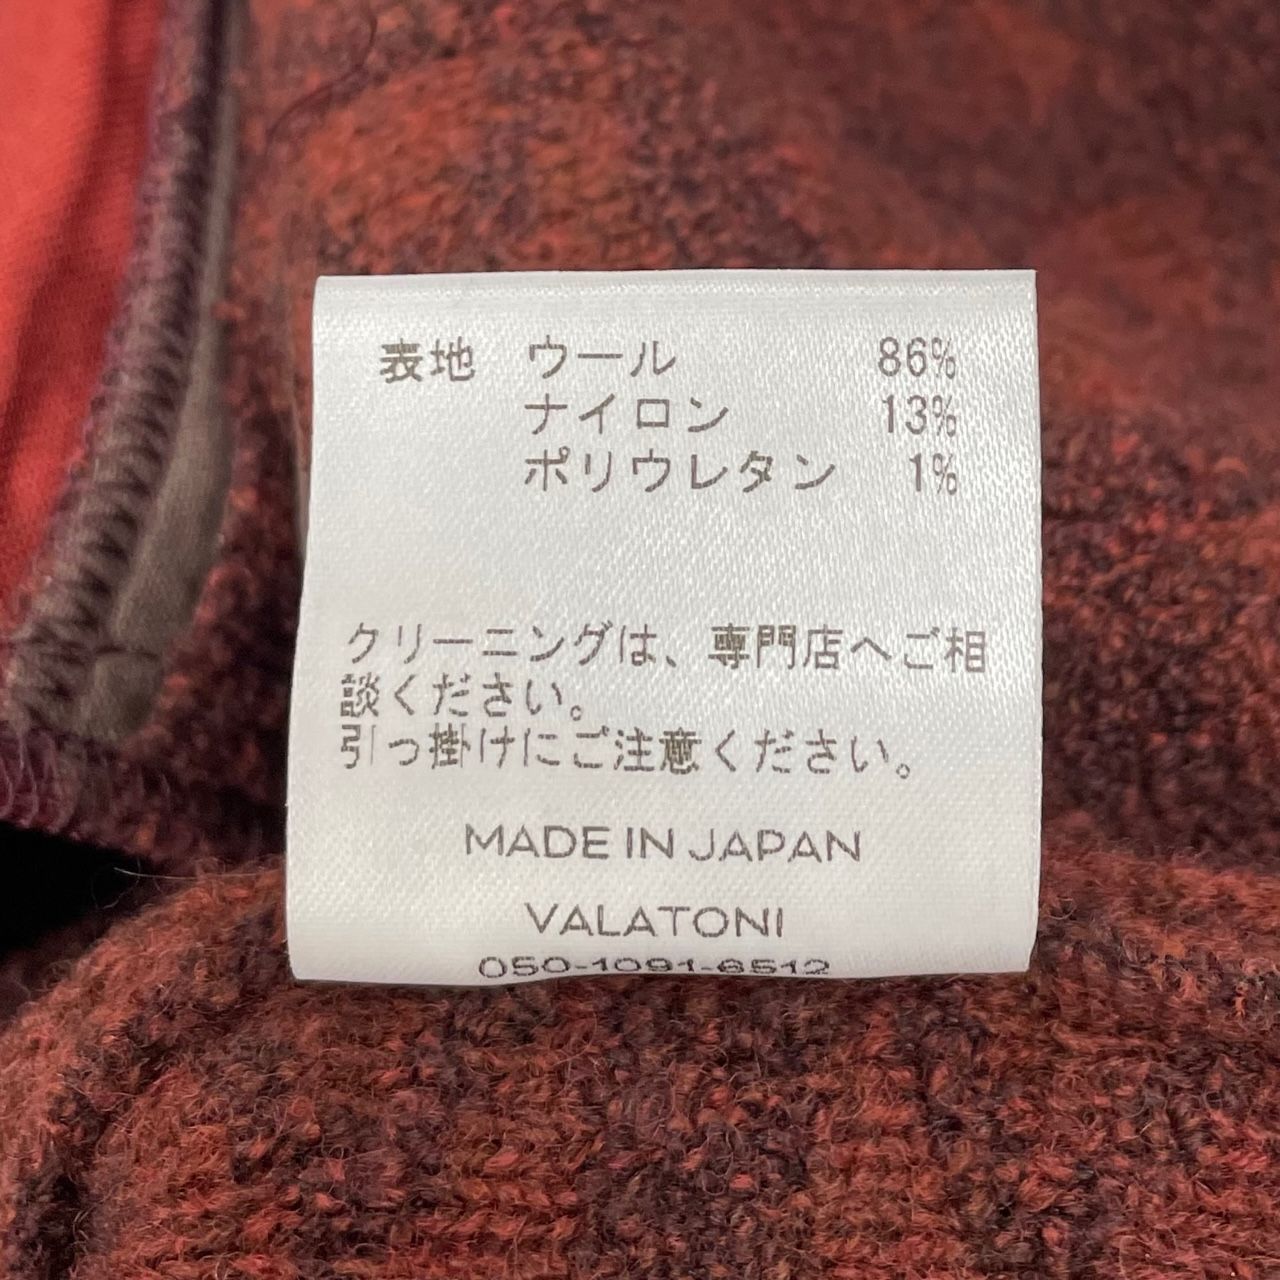 表地 ウール 86%
ナイロン 13%
ポリウレタン 1%
クリーニングは、専門店へご相
談ください。
引っ掛けにご注意ください。
MADE IN JAPAN
VALATONI
050-1091-6512